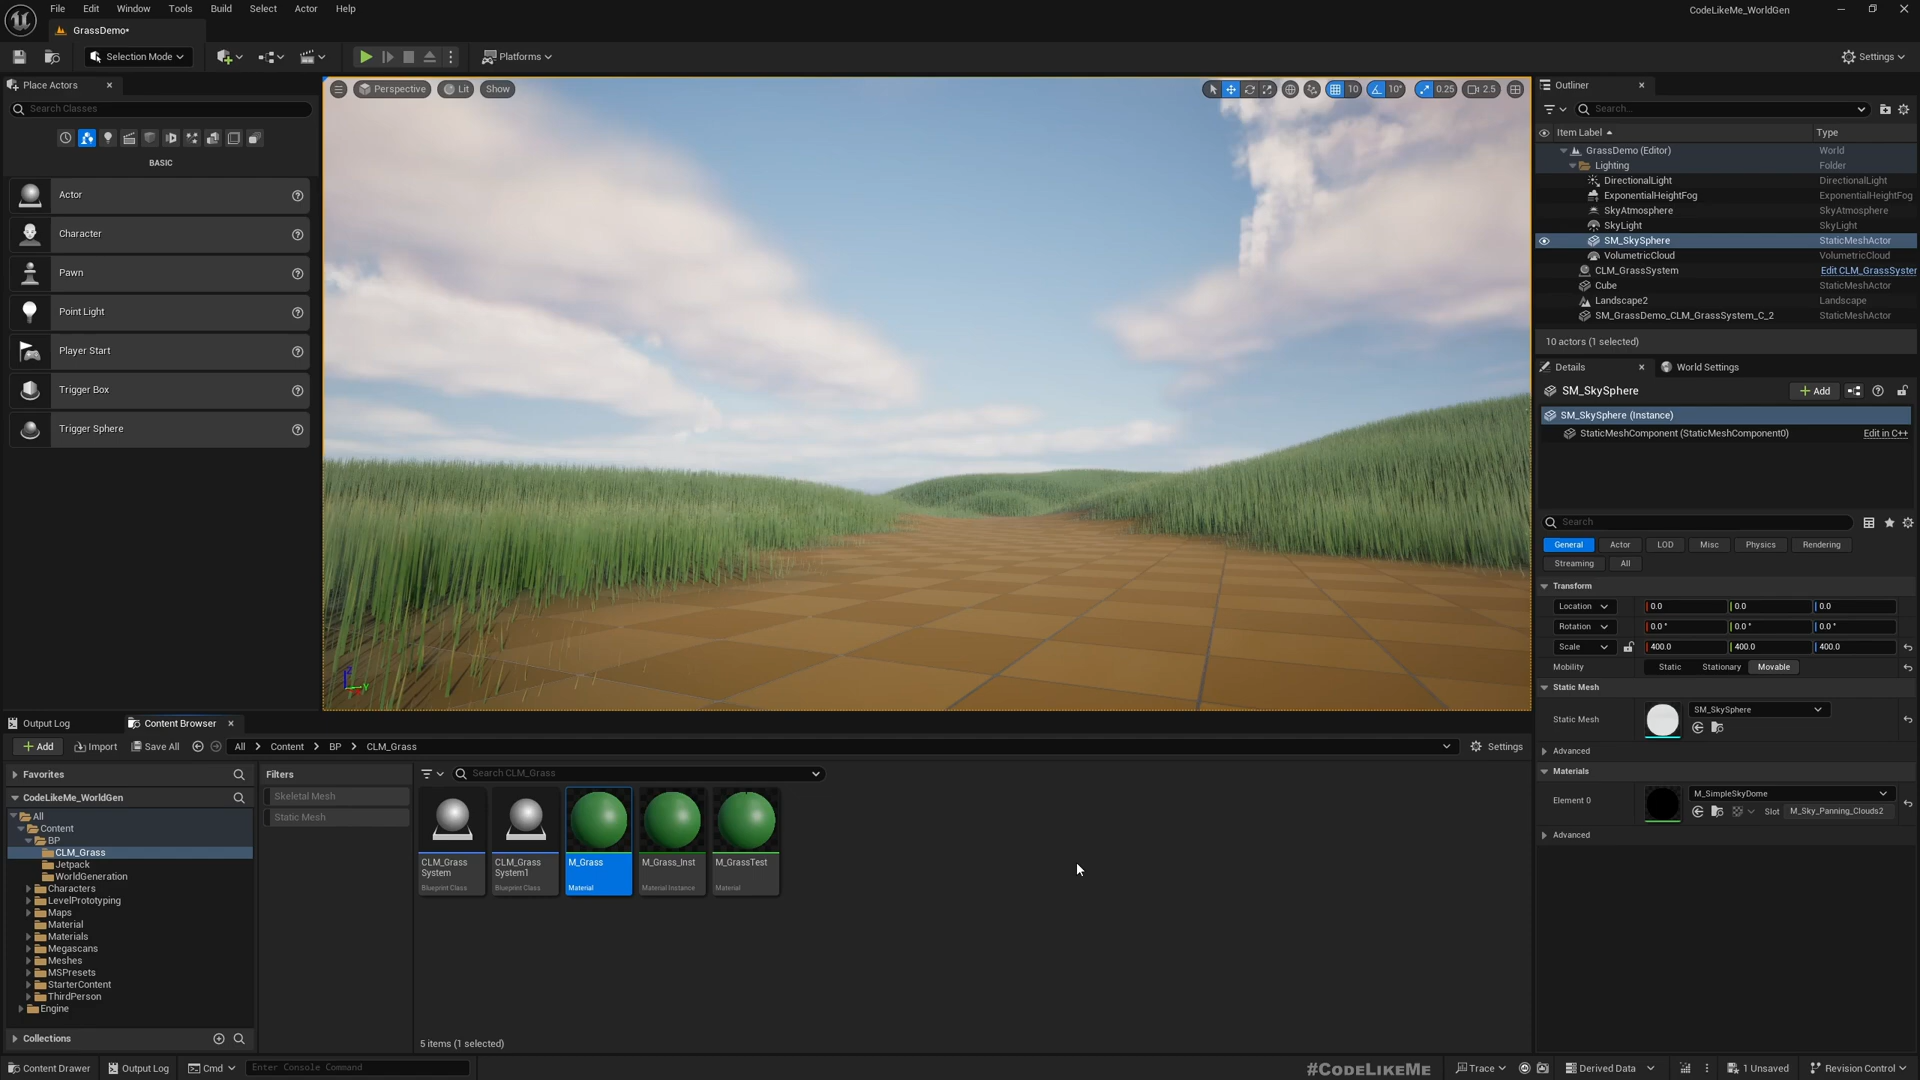 File Edit Window Tools Build Select Actor Help
CodeLikeMe_WorldGen
GrassDemo•
Selection Mode
Platforms
Settings
Place Actors
Search Classes
BASIC
Actor
Character
Pawn
Point Light
Player Start
Trigger Box
Trigger Sphere
Perspective Lit Show
10 10° 0.25 2.5
Z
Y
Outliner
Search...
Item Label Type
GrassDemo (Editor) World
Lighting Folder
DirectionalLight DirectionalLight
ExponentialHeightFog ExponentialHeightFog
SkyAtmosphere SkyAtmosphere
SkyLight SkyLight
SM_SkySphere StaticMeshActor
VolumetricCloud VolumetricCloud
CLM_GrassSystem Edit CLM_GrassSyster
Cube StaticMeshActor
Landscape2 Landscape
SM_GrassDemo_CLM_GrassSystem_C_2 StaticMeshActor
10 actors (1 selected)
Details World Settings
SM_SkySphere Add
SM_SkySphere (Instance)
StaticMeshComponent (StaticMeshComponent0) Edit in C++
Search
General Actor LOD Misc Physics Rendering
Streaming All
Transform
Location 0.0 0.0 0.0
Rotation 0.0 ° 0.0 ° 0.0 °
Scale 400.0 400.0 400.0
Mobility Static Stationary Movable
Static Mesh
Static Mesh SM_SkySphere
Advanced
Materials
Element 0 M_SimpleSkyDome
Slot M_Sky_Panning_Clouds2
Advanced
Output Log Content Browser
Add Import Save All All > Content > BP > CLM_Grass Settings
Favorites
CodeLikeMe_WorldGen
All
Content
BP
CLM_Grass
Jetpack
WorldGeneration
Characters
LevelPrototyping
Maps
Material
Materials
Megascans
Meshes
MSPresets
StarterContent
ThirdPerson
Engine
Collections
Filters
Skeletal Mesh
Static Mesh
Search CLM_Grass
CLM_Grass
System
Blueprint Class
CLM_Grass
System1
Blueprint Class
M_Grass
Material
M_Grass_Inst
Material Instance
M_GrassTest
Material
5 items (1 selected)
Content Drawer Output Log Cmd Enter Console Command
#CodeLikeMe
Trace Derived Data 1 Unsaved Revision Control